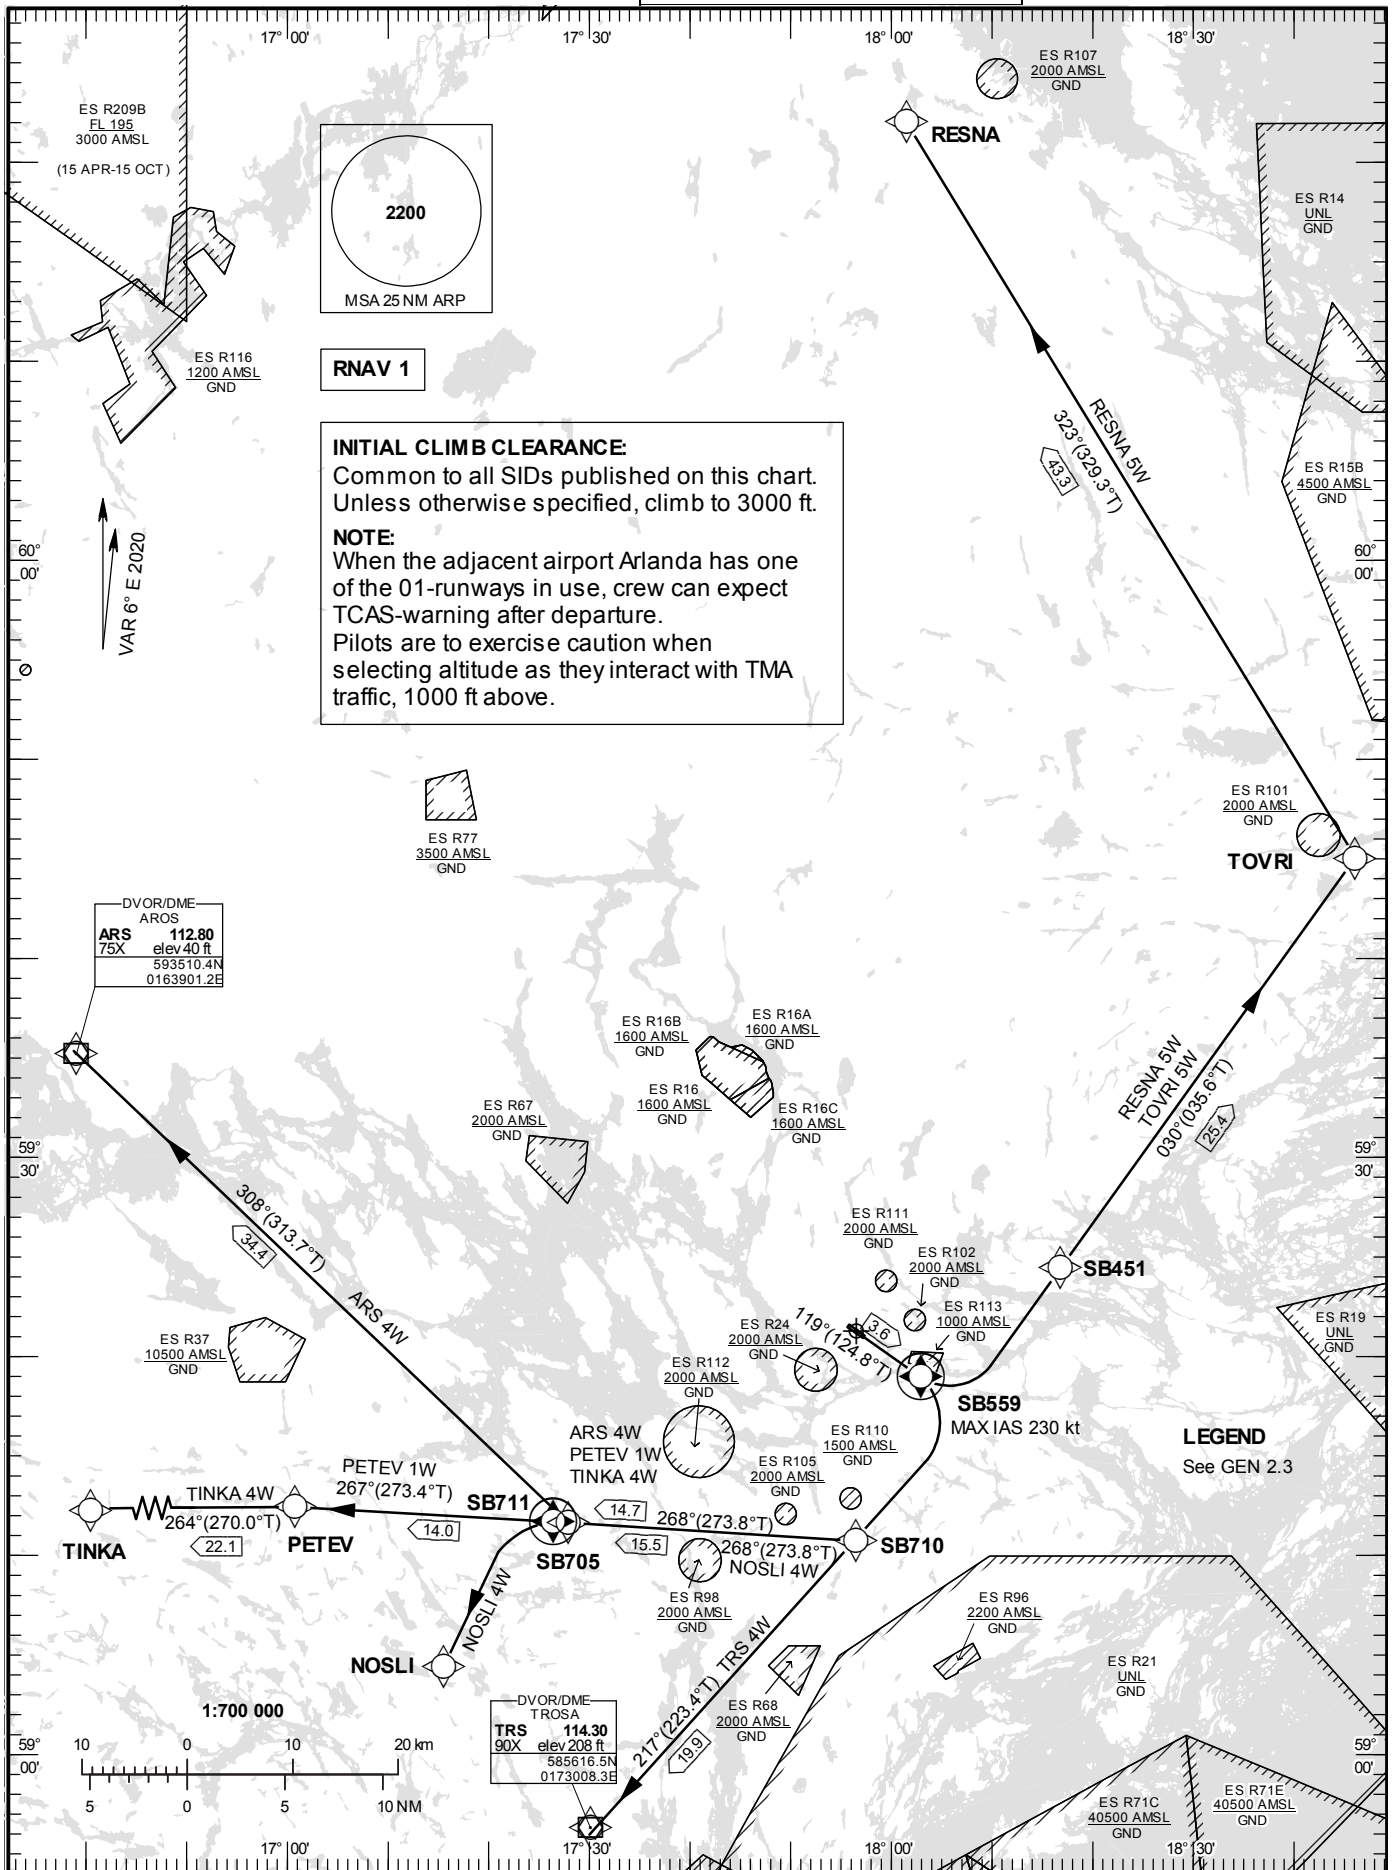 17° 00'
17° 30'
18° 00'
18° 30'
ES R107
2000 AMSL
GND
ES R209B
FL 195
3000 AMSL
(15 APR-15 OCT)
RESNA
2200
MSA 25 NM ARP
ES R14
UNL
GND
ES R116
1200 AMSL
GND
RNAV 1
INITIAL CLIMB CLEARANCE:
Common to all SIDs published on this chart.
Unless otherwise specified, climb to 3000 ft.
NOTE:
When the adjacent airport Arlanda has one
of the 01-runways in use, crew can expect
TCAS-warning after departure.
Pilots are to exercise caution when
selecting altitude as they interact with TMA
traffic, 1000 ft above.
RESNA 5W
323°(329.3°T)
43.3
ES R15B
4500 AMSL
GND
60°
00'
60°
00'
VAR 6° E 2020
ES R77
3500 AMSL
GND
ES R101
2000 AMSL
GND
TOVRI
DVOR/DME
AROS
ARS 112.80
75X elev 40 ft
593510.4N
0163901.2E
ES R16B
1600 AMSL
GND
ES R16A
1600 AMSL
GND
ES R16
1600 AMSL
GND
ES R16C
1600 AMSL
GND
ES R67
2000 AMSL
GND
RESNA 5W
TOVRI 5W
030°(035.6°T)
25.4
59°
30'
59°
30'
308°(313.7°T)
34.4
ARS 4W
ES R111
2000 AMSL
GND
ES R102
2000 AMSL
GND
SB451
ES R113
1000 AMSL
GND
119°(124.8°T)
3.6
ES R24
2000 AMSL
GND
ES R37
10500 AMSL
GND
ES R112
2000 AMSL
GND
ES R19
UNL
GND
SB559
MAX IAS 230 kt
ARS 4W
PETEV 1W
TINKA 4W
ES R110
1500 AMSL
GND
ES R105
2000 AMSL
GND
LEGEND
See GEN 2.3
PETEV 1W
267°(273.4°T)
14.0
TINKA 4W
264°(270.0°T)
22.1
TINKA
PETEV
SB711
SB705
14.7
268°(273.8°T)
15.5
268°(273.8°T)
NOSLI 4W
SB710
NOSLI 4W
NOSLI
ES R98
2000 AMSL
GND
ES R96
2200 AMSL
GND
ES R21
UNL
GND
217°(223.4°T) TRS 4W
19.9
ES R68
2000 AMSL
GND
1:700 000
10 0 10 20 km
5 0 5 10 NM
DVOR/DME
TROSA
TRS 114.30
90X elev 208 ft
585616.5N
0173008.3E
59°
00'
59°
00'
ES R71C
40500 AMSL
GND
ES R71E
40500 AMSL
GND
17° 00'
17° 30'
18° 00'
18° 30'